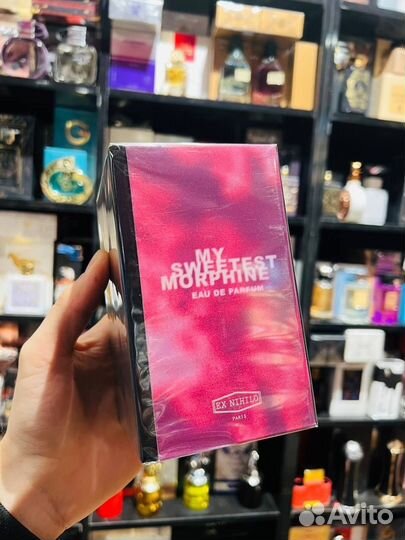 MY
SWEETEST
MORPHINE
EAU DE PARFUM
EX NIHILO
PARIS
Avito